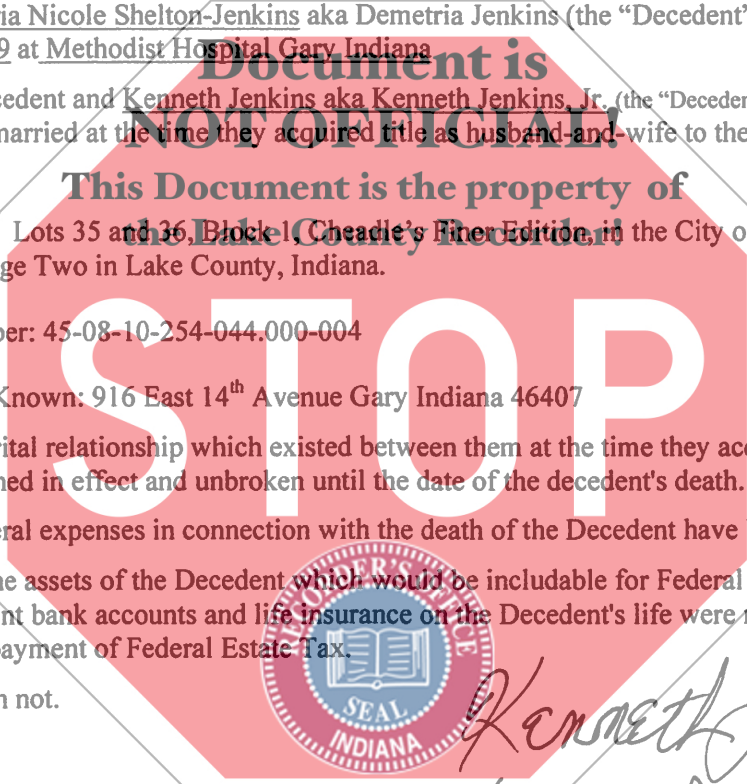 ia Nicole Shelton-Jenkins aka Demetria Jenkins (the “Decedent”
9 at Methodist Hospital Gary Indiana
Document is
cedent and Kenneth Jenkins aka Kenneth Jenkins, Jr. (the “Deceden
NOT OFFICIAL!
married at the time they acquired title as husband-and-wife to the
This Document is the property of
the Lake County Recorder!
Lots 35 and 36, Block 1, Cheadle's Finer Edition, in the City o
ge Two in Lake County, Indiana.
ber: 45-08-10-254-044.000-004
Known: 916 East 14th Avenue Gary Indiana 46407
STOP
rital relationship which existed between them at the time they acc
ned in effect and unbroken until the date of the decedent's death.
eral expenses in connection with the death of the Decedent have
ne assets of the Decedent which would be includable for Federal
nt bank accounts and life insurance on the Decedent's life were
payment of Federal Estate Tax.
n not.
RECORDER'S OFFICE
SEAL
INDIANA
Kenneth